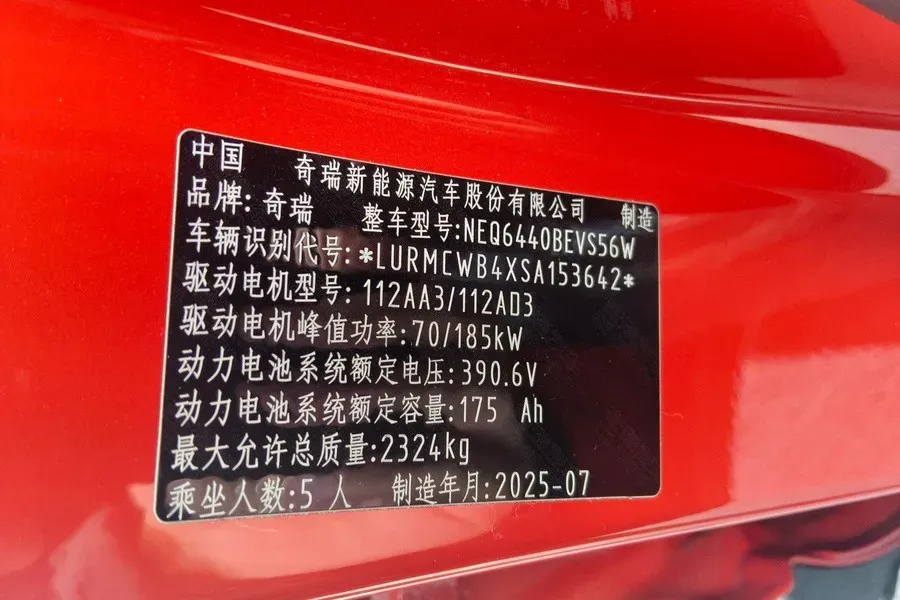 中国 奇瑞新能源汽车股份有限公司 制造
品牌: 奇瑞 整车型号:NEQ6440BEVS56W
车辆识别代号:*LURMCWB4XSA153642*
驱动电机型号: 112AA3/112AD3
驱动电机峰值功率:70/185kW
动力电池系统额定电压:390.6V
动力电池系统额定容量:175 Ah
最大允许总质量:2324kg
乘坐人数:5 人 制造年月:2025-07